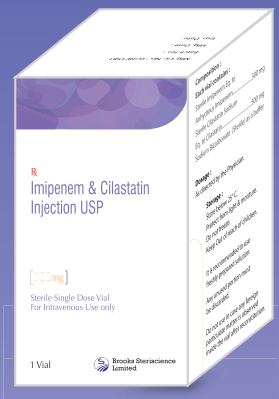 Composition :
Each vial contains :
Sterile Imipenem Eq. to
Anhydrous Imipenem 500 mg
Sterile Cilastatin Sodium
Eq. to Cilastatin 500 mg
Sodium Bicarbonate (Sterile) as a buffer
Dosage :
As directed by the Physician.
Storage :
Store below 25°C.
Protect from light & moisture.
Do not freeze.
Keep Out of reach of children.
It is recommended to use
freshly prepared solution.
Any unused portion must
be discarded.
Do not use in case any foreign
particulate matter is observed
inside the vial after reconstitution.
Rx
Imipenem & Cilastatin
Injection USP
mg]
Sterile Single Dose Vial
For Intravenous Use only
1 Vial
Brooks Steriscience
Limited